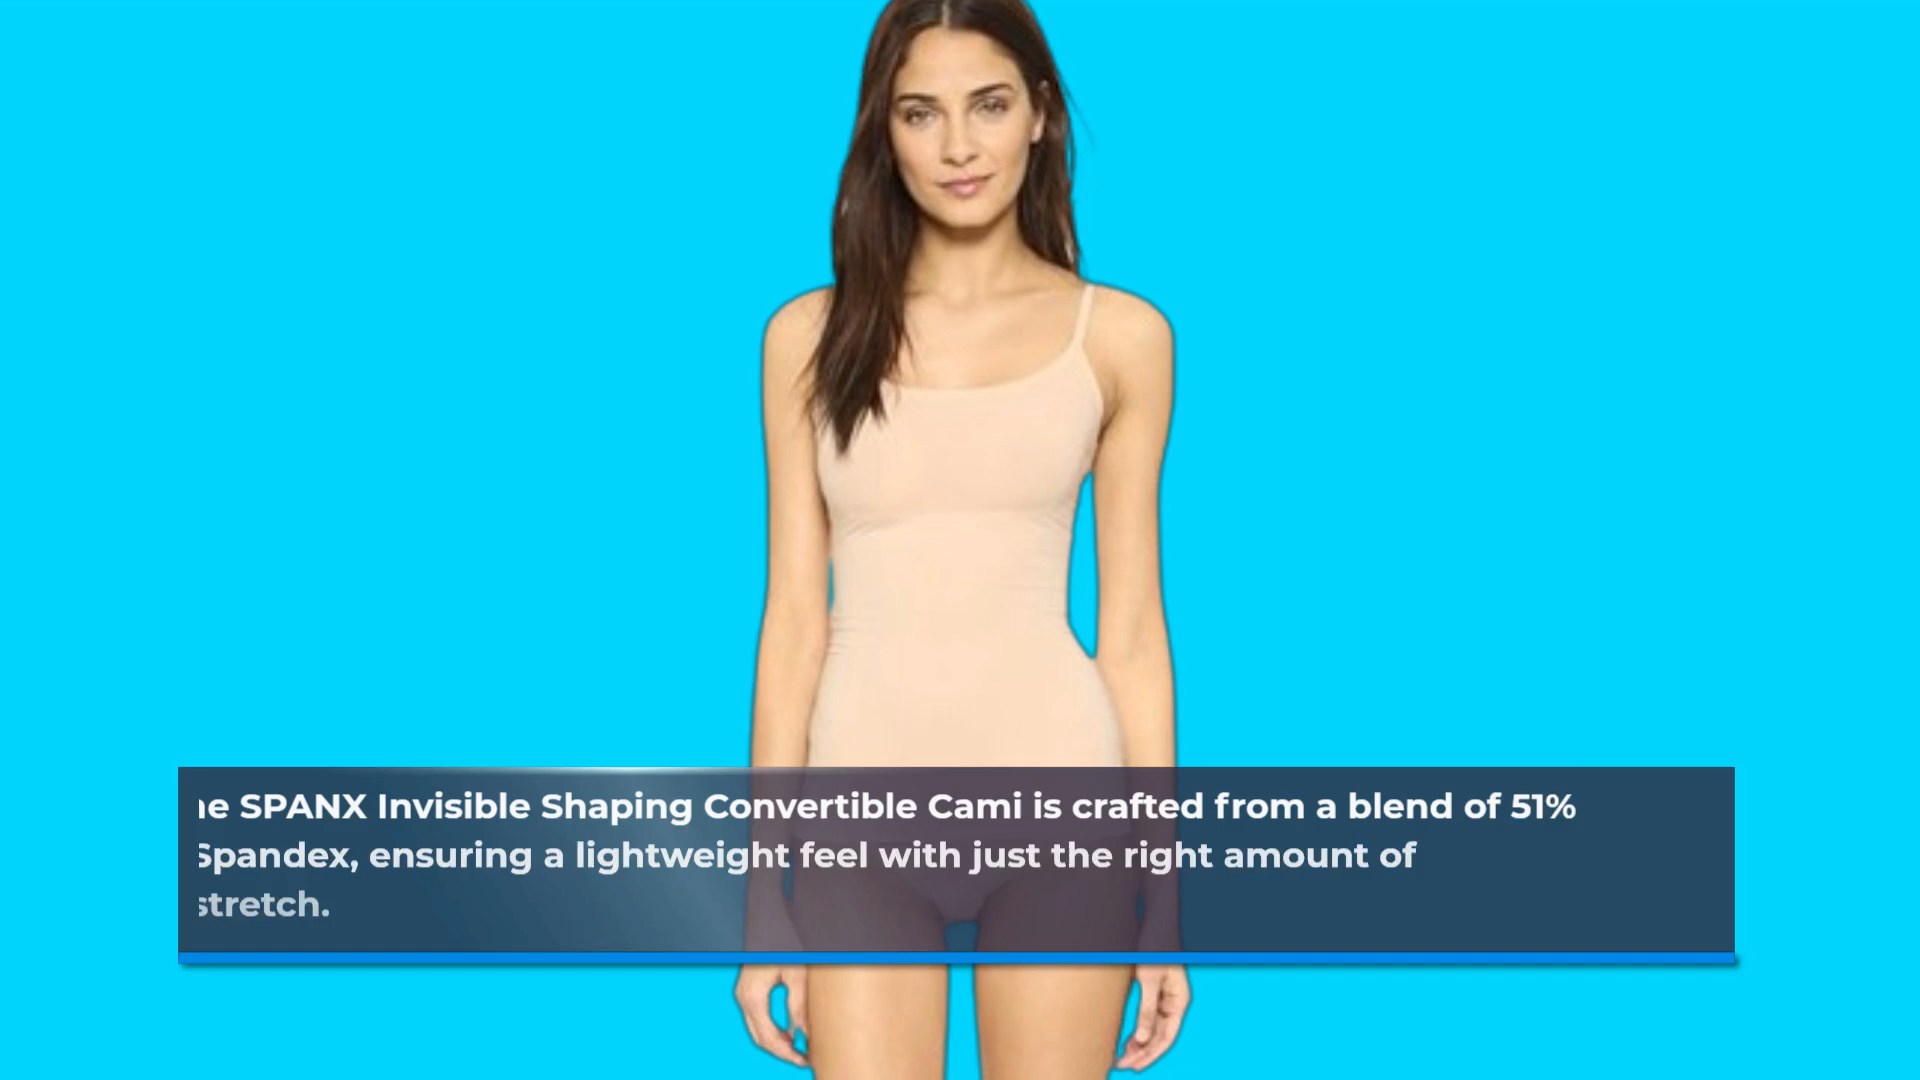 he SPANX Invisible Shaping Convertible Cami is crafted from a blend of 51%
Spandex, ensuring a lightweight feel with just the right amount of
stretch.